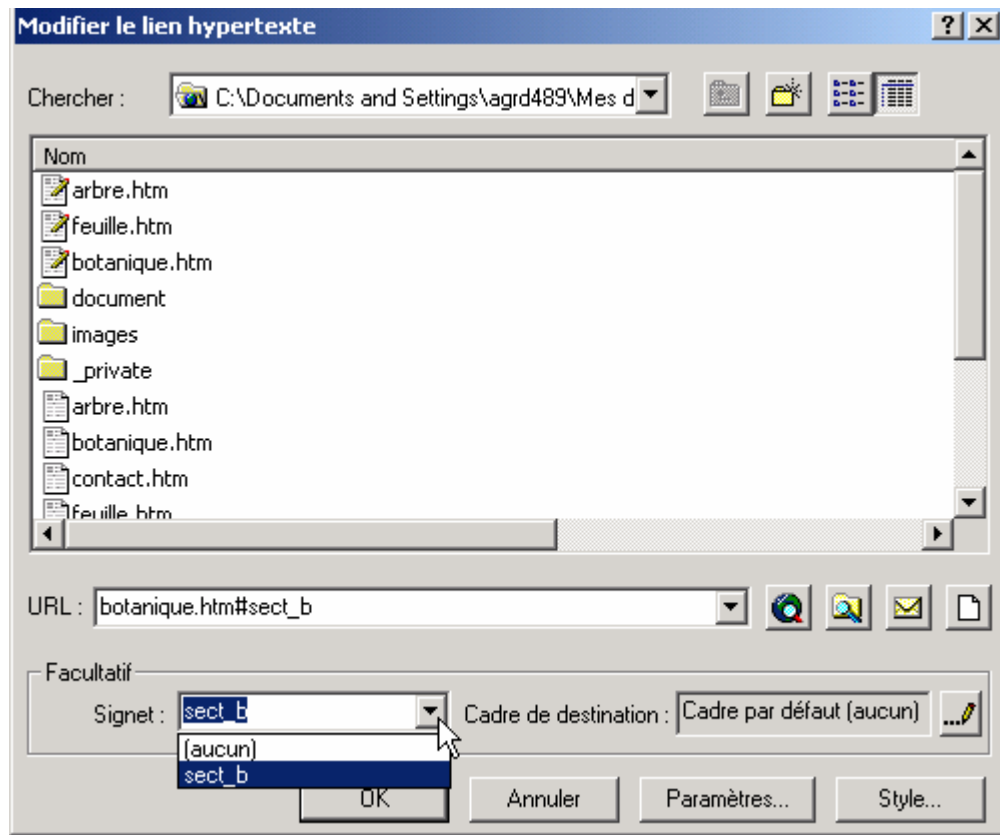 Modifier le lien hypertexte
Chercher : C:\Documents and Settings\agrd489\Mes d
Nom
arbre.htm
feuille.htm
botanique.htm
document
images
_private
arbre.htm
botanique.htm
contact.htm
feuille.htm
URL : botanique.htm#sect_b
Facultatif
Signet : sect_b Cadre de destination : Cadre par défaut (aucun)
(aucun)
sect_b
OK Annuler Paramètres... Style...